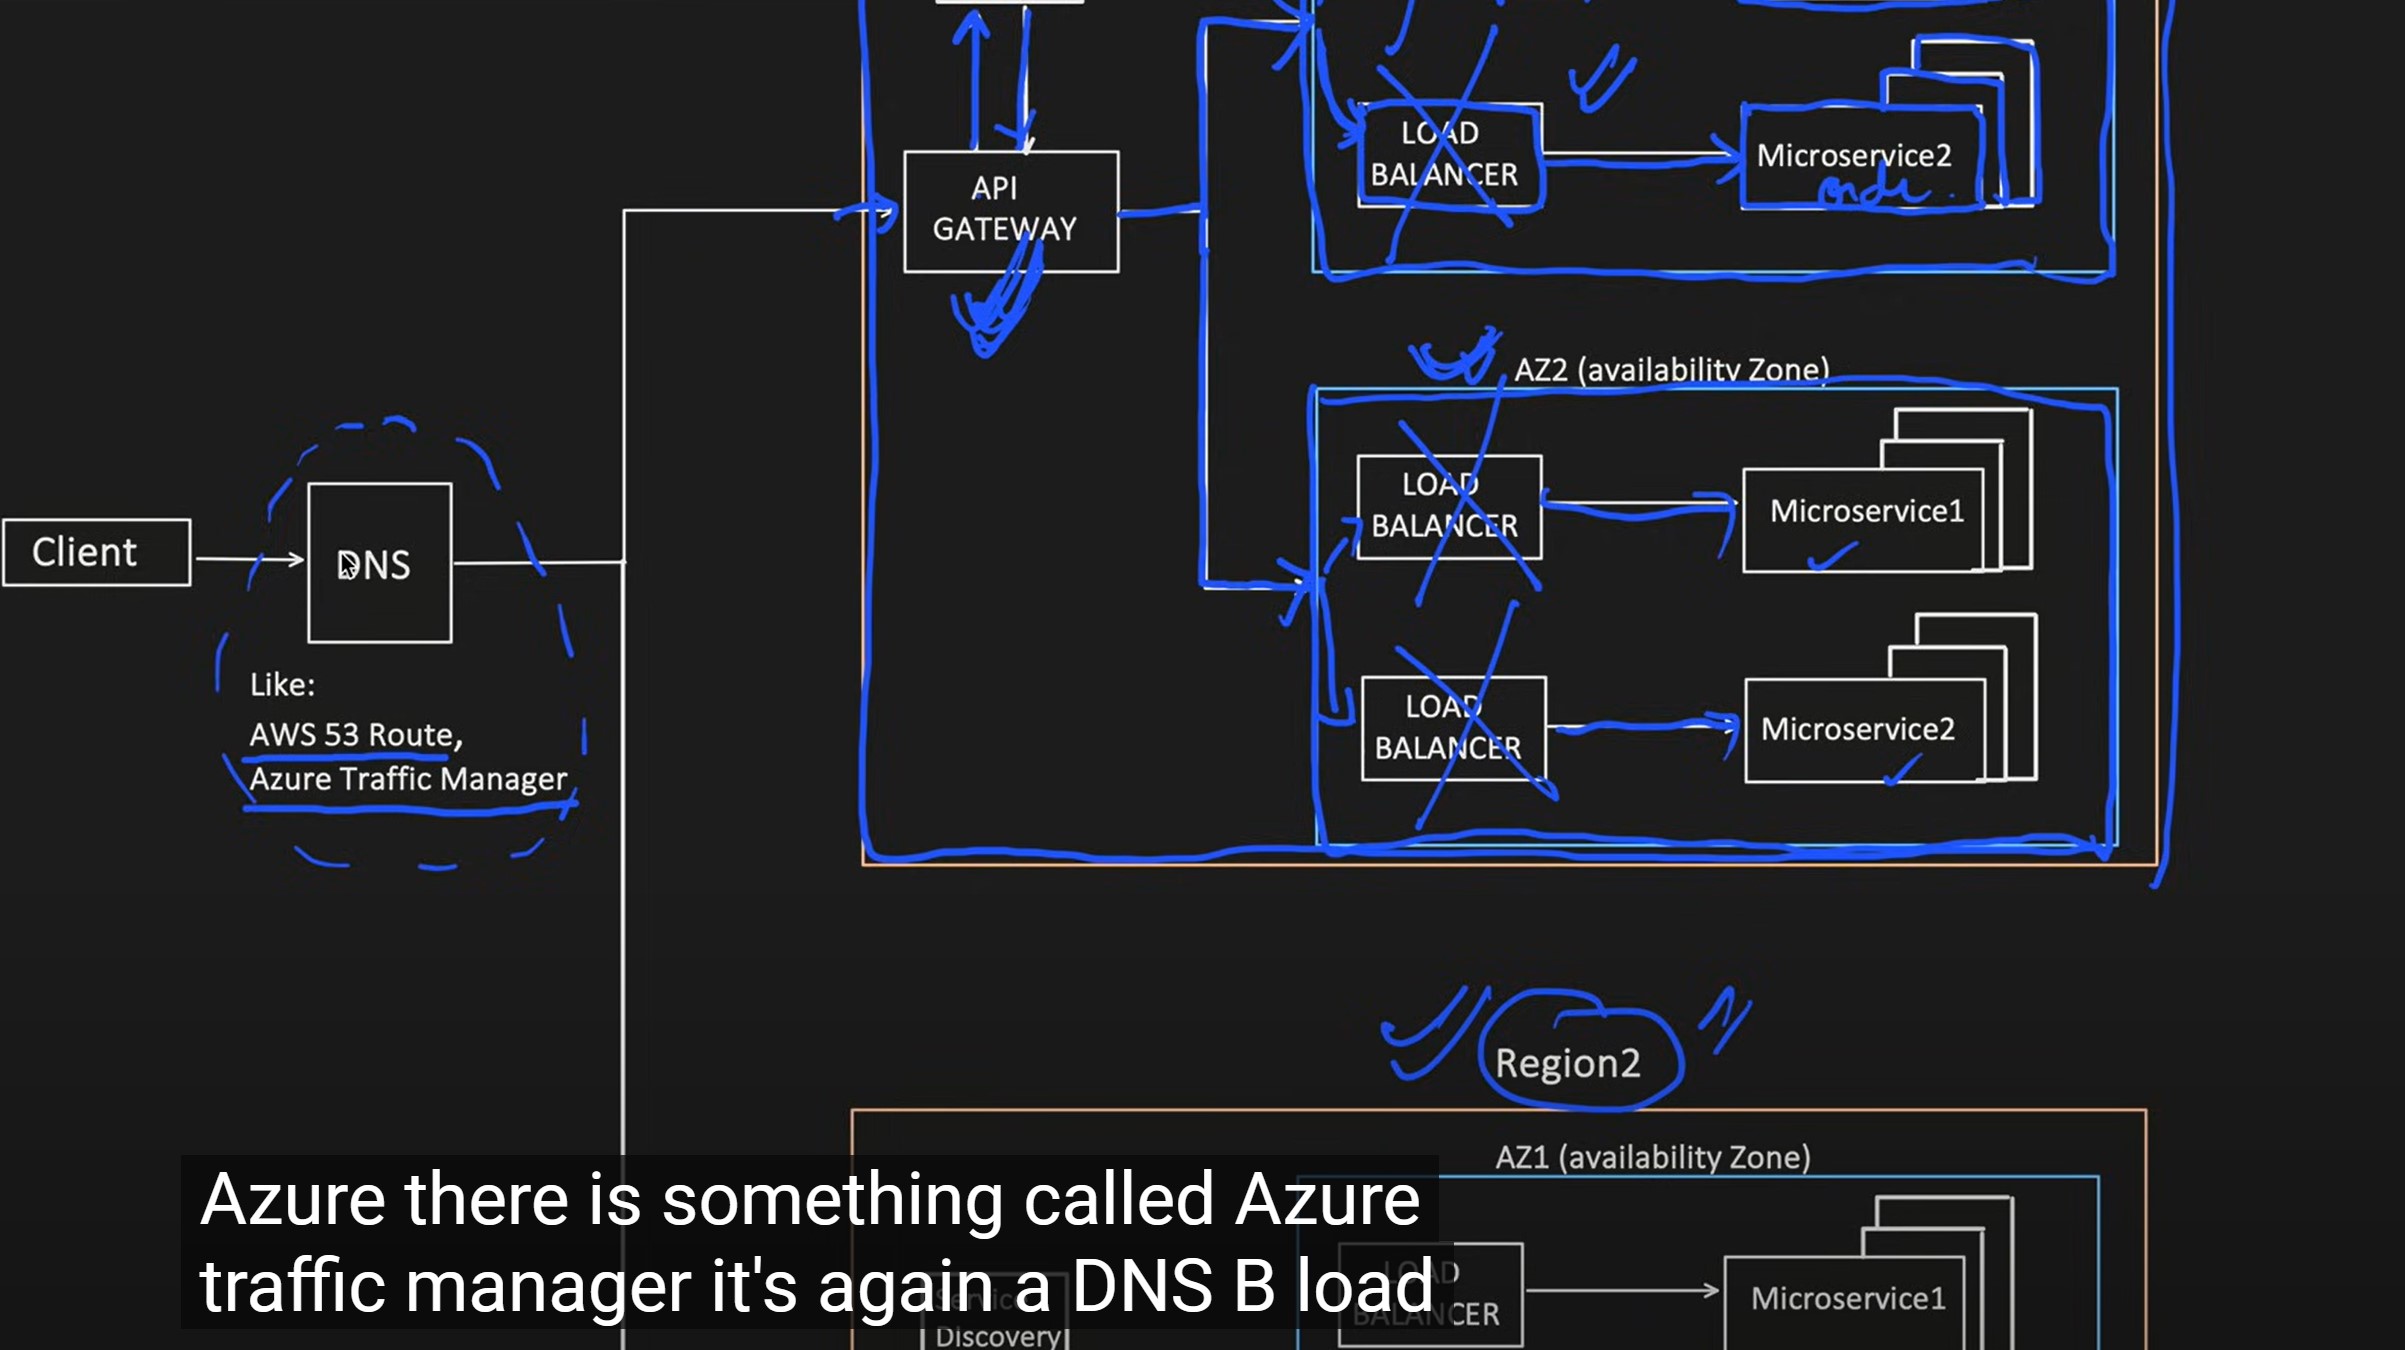 LOAD
BALANCER
Microservice2
API
GATEWAY
AZ2 (availability Zone)
LOAD
BALANCER
Microservice1
Client
DNS
LOAD
BALANCER
Microservice2
Like:
AWS 53 Route,
Azure Traffic Manager
Region2
AZ1 (availability Zone)
LOAD
BALANCER
Microservice1
Service
Discovery
Azure there is something called Azure
traffic manager it's again a DNS B load